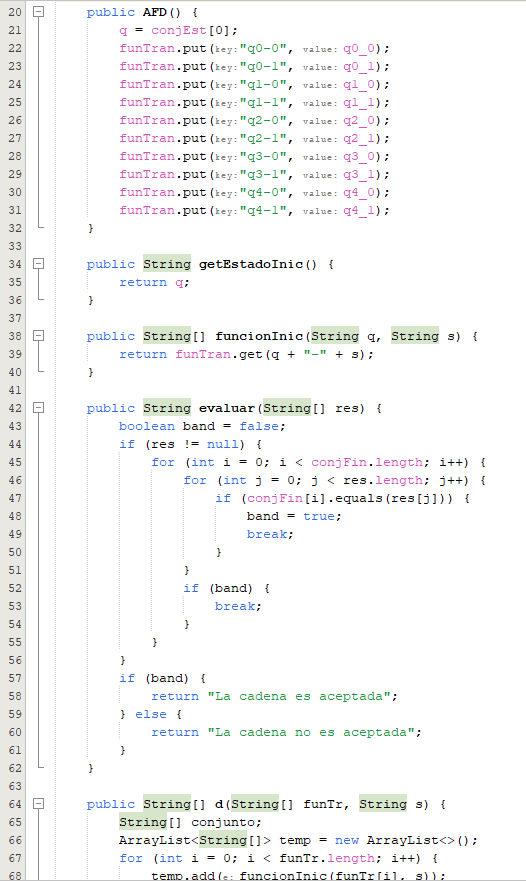 20 public AFD() {
21 q = conjEst[0];
22 funTran.put(key:"q0-0", value: q0_0);
23 funTran.put(key:"q0-1", value: q0_1);
24 funTran.put(key:"q1-0", value: q1_0);
25 funTran.put(key:"q1-1", value: q1_1);
26 funTran.put(key:"q2-0", value: q2_0);
27 funTran.put(key:"q2-1", value: q2_1);
28 funTran.put(key:"q3-0", value: q3_0);
29 funTran.put(key:"q3-1", value: q3_1);
30 funTran.put(key:"q4-0", value: q4_0);
31 funTran.put(key:"q4-1", value: q4_1);
32 }
33
34 public String getEstadoInic() {
35 return q;
36 }
37
38 public String[] funcionInic(String q, String s) {
39 return funTran.get(q + "-" + s);
40 }
41
42 public String evaluar(String[] res) {
43 boolean band = false;
44 if (res != null) {
45 for (int i = 0; i < conjFin.length; i++) {
46 for (int j = 0; j < res.length; j++) {
47 if (conjFin[i].equals(res[j])) {
48 band = true;
49 break;
50 }
51 }
52 if (band) {
53 break;
54 }
55 }
56 }
57 if (band) {
58 return "La cadena es aceptada";
59 } else {
60 return "La cadena no es aceptada";
61 }
62 }
63
64 public String[] d(String[] funTr, String s) {
65 String[] conjunto;
66 ArrayList<String[]> temp = new ArrayList<>();
67 for (int i = 0; i < funTr.length; i++) {
68 temp.add(e: funcionInic(funTr[i], s));